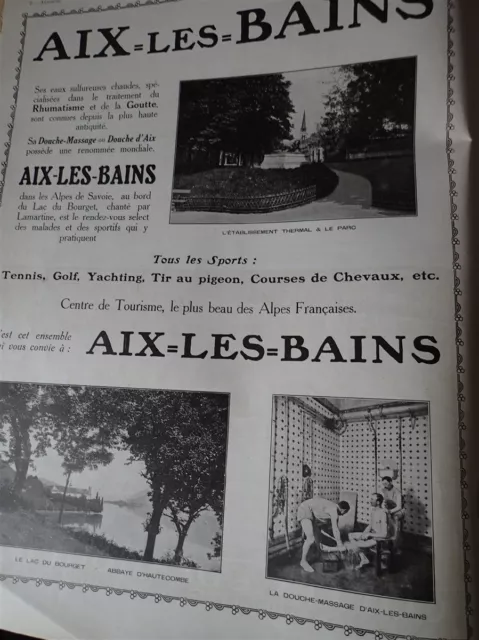 AIX=LES=BAINS
Ses eaux sulfureuses chaudes, spé-
cialisées dans le traitement du
Rhumatisme et de la Goutte,
sont connues depuis la plus haute
antiquité.
Sa Douche-Massage ou Douche d'Aix
possède une renommée mondiale.
AIX-LES-BAINS
dans les Alpes de Savoie, au bord
du Lac du Bourget, chanté par
Lamartine, est le rendez-vous select
des malades et des sportifs qui y
pratiquent
L'ÉTABLISSEMENT THERMAL & LE PARC
Tous les Sports :
Tennis, Golf, Yachting, Tir au pigeon, Courses de Chevaux, etc.
Centre de Tourisme, le plus beau des Alpes Françaises.
'est cet ensemble
i vous convie à :
AIX=LES=BAINS
LE LAC DU BOURGET ABBAYE D'HAUTECOMBE
LA DOUCHE-MASSAGE D'AIX-LES-BAINS